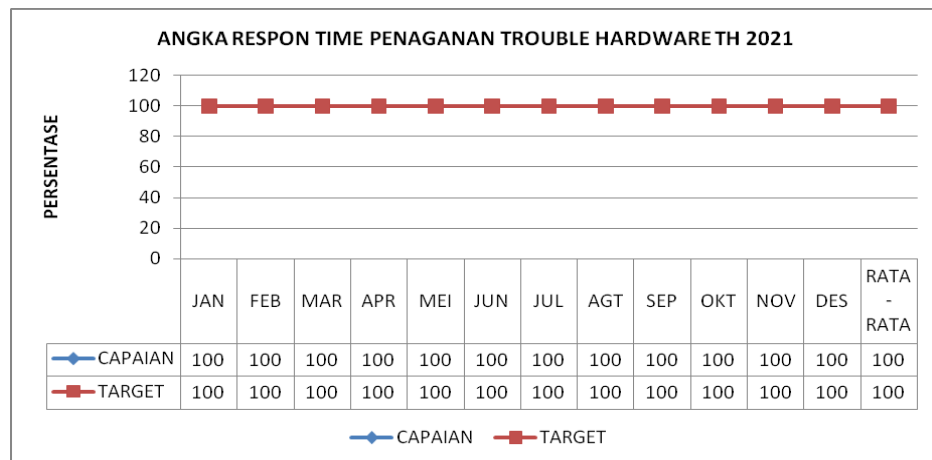 ANGKA RESPON TIME PENAGANAN TROUBLE HARDWARE TH 2021
PERSENTASE
120
100
80
60
40
20
0
JAN FEB MAR APR MEI JUN JUL AGT SEP OKT NOV DES RATA
-
RATA
CAPAIAN 100 100 100 100 100 100 100 100 100 100 100 100 100
TARGET 100 100 100 100 100 100 100 100 100 100 100 100 100
CAPAIAN TARGET